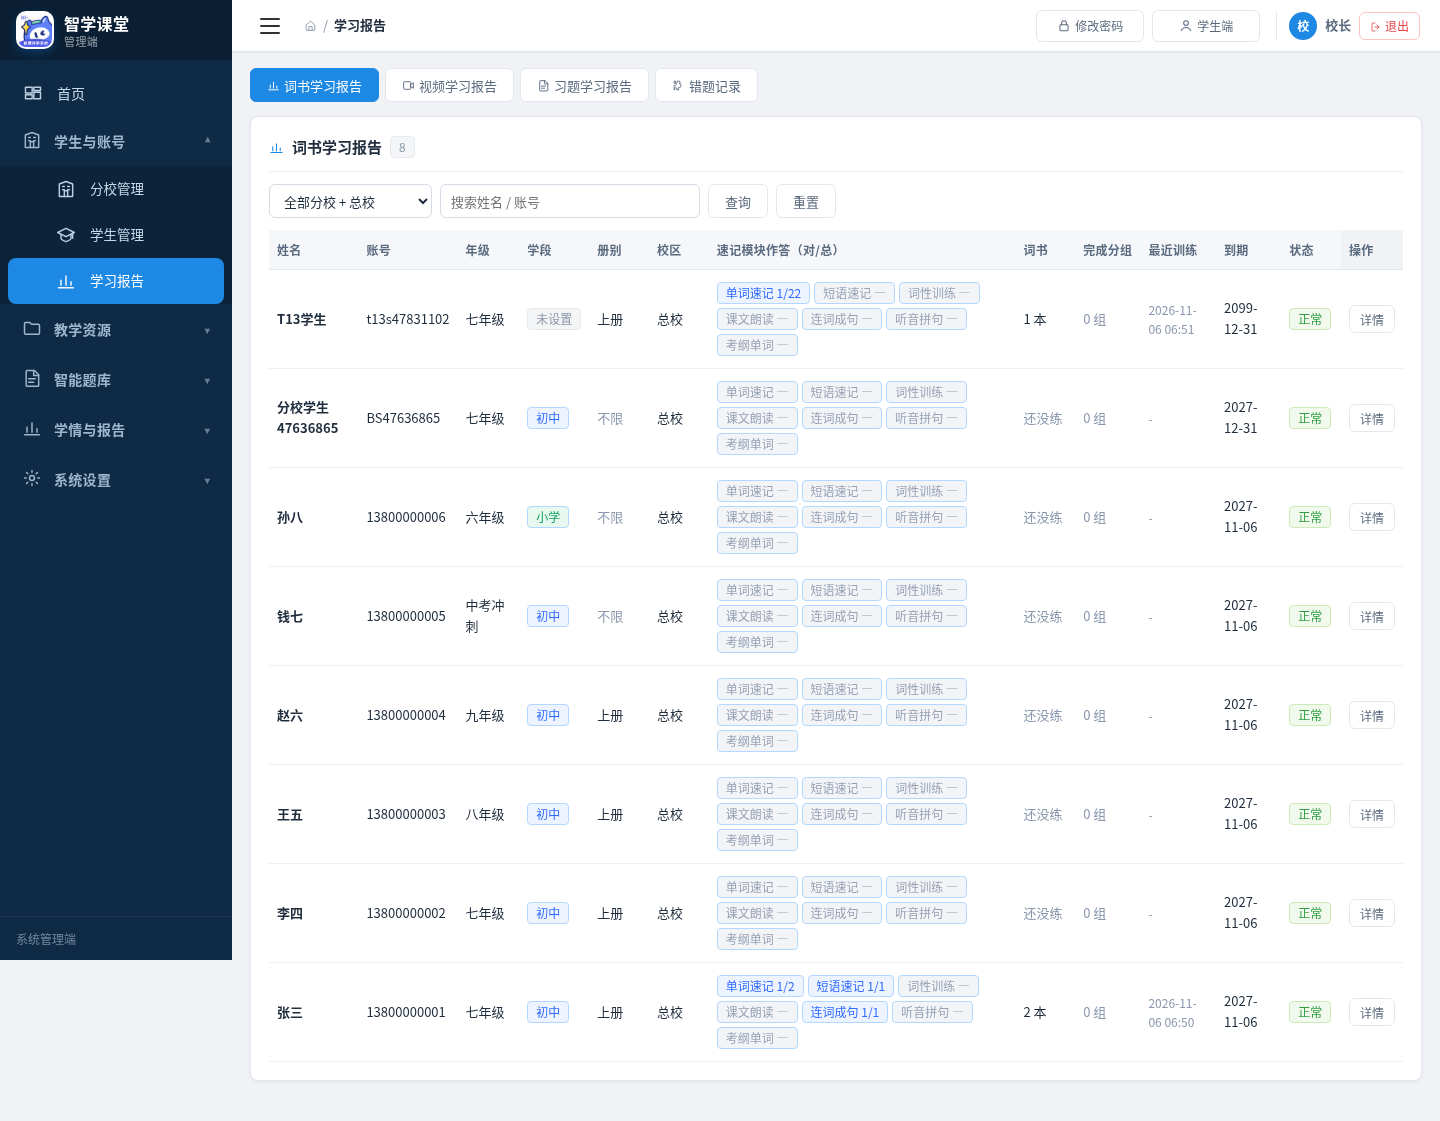 智学课堂
管理端
首页
学生与账号
分校管理
学生管理
学习报告
教学资源
智能题库
学情与报告
系统设置
系统管理端
/ 学习报告
修改密码
学生端
校
校长
退出
词书学习报告
视频学习报告
习题学习报告
错题记录
词书学习报告 8
全部分校 + 总校
搜索姓名 / 账号
查询
重置
姓名 账号 年级 学段 册别 校区 速记模块作答（对/总） 词书 完成分组 最近训练 到期 状态 操作
单词速记 1/22 短语速记 — 词性训练 —
T13学生 t13s47831102 七年级 未设置 上册 总校 课文朗读 — 连词成句 — 听音拼句 — 1 本 0 组 2026-11-06 06:51 2099-12-31 正常 详情
考纲单词 —
单词速记 — 短语速记 — 词性训练 —
分校学生47636865 BS47636865 七年级 初中 不限 总校 课文朗读 — 连词成句 — 听音拼句 — 还没练 0 组 - 2027-12-31 正常 详情
考纲单词 —
单词速记 — 短语速记 — 词性训练 —
孙八 13800000006 六年级 小学 不限 总校 课文朗读 — 连词成句 — 听音拼句 — 还没练 0 组 - 2027-11-06 正常 详情
考纲单词 —
单词速记 — 短语速记 — 词性训练 —
钱七 13800000005 中考冲刺 初中 不限 总校 课文朗读 — 连词成句 — 听音拼句 — 还没练 0 组 - 2027-11-06 正常 详情
考纲单词 —
单词速记 — 短语速记 — 词性训练 —
赵六 13800000004 九年级 初中 上册 总校 课文朗读 — 连词成句 — 听音拼句 — 还没练 0 组 - 2027-11-06 正常 详情
考纲单词 —
单词速记 — 短语速记 — 词性训练 —
王五 13800000003 八年级 初中 上册 总校 课文朗读 — 连词成句 — 听音拼句 — 还没练 0 组 - 2027-11-06 正常 详情
考纲单词 —
单词速记 — 短语速记 — 词性训练 —
李四 13800000002 七年级 初中 上册 总校 课文朗读 — 连词成句 — 听音拼句 — 还没练 0 组 - 2027-11-06 正常 详情
考纲单词 —
单词速记 1/2 短语速记 1/1 词性训练 —
张三 13800000001 七年级 初中 上册 总校 课文朗读 — 连词成句 1/1 听音拼句 — 2 本 0 组 2026-11-06 06:50 2027-11-06 正常 详情
考纲单词 —